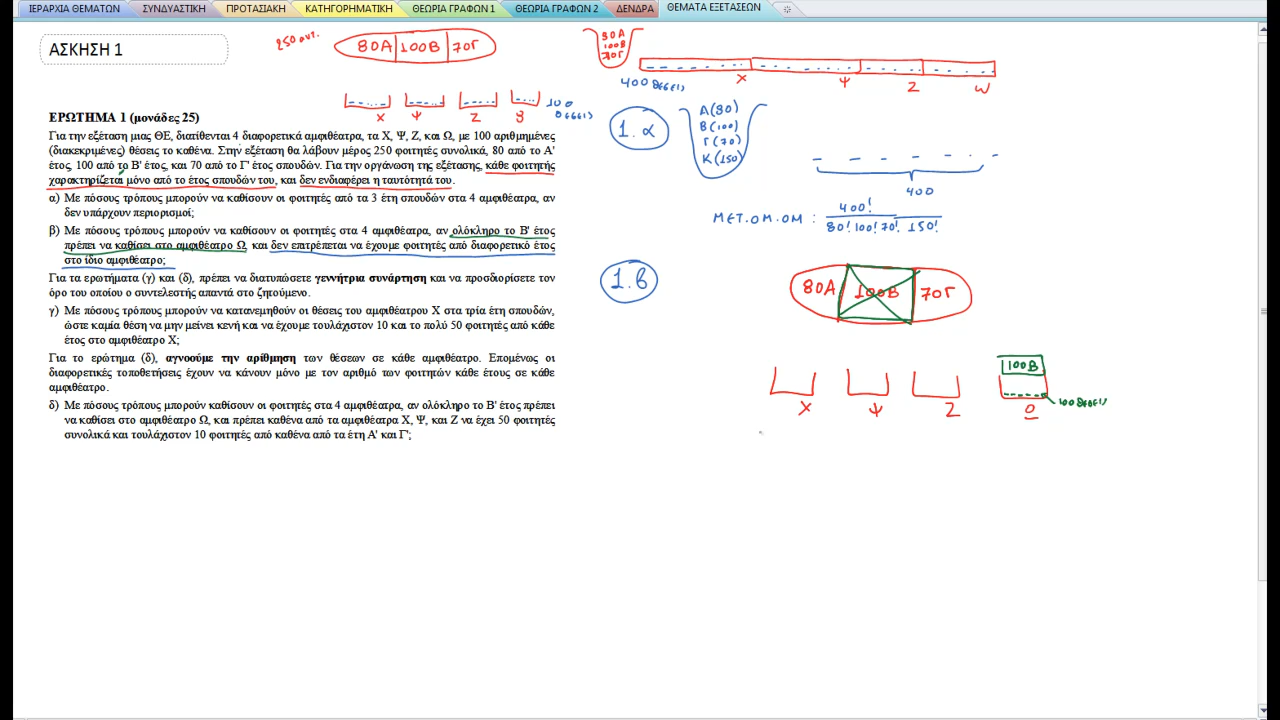 ΙΕΡΑΡΧΙΑ ΘΕΜΑΤΩΝ ΣΥΝΔΥΑΣΤΙΚΗ ΠΡΟΤΑΣΙΑΚΗ ΚΑΤΗΓΟΡΗΜΑΤΙΚΗ ΘΕΩΡΙΑ ΓΡΑΦΩΝ 1 ΘΕΩΡΙΑ ΓΡΑΦΩΝ 2 ΔΕΝΔΡΑ ΘΕΜΑΤΑ ΕΞΕΤΑΣΕΩΝ
ΑΣΚΗΣΗ 1
80Α 100Β 70Γ
Χ Ψ Ζ
100 θέσεις
ΕΡΩΤΗΜΑ 1 (μονάδες 25)
Για την εξέταση μιας ΘΕ, διατίθενται 4 διαφορετικά αμφιθέατρα, τα Χ, Ψ, Ζ, και Ω, με 100 αριθμημένες
(διακεκριμένες) θέσεις το καθένα. Στην εξέταση θα λάβουν μέρος 250 φοιτητές συνολικά, 80 από το Α'
έτος, 100 από το Β' έτος, και 70 από το Γ' έτος σπουδών. Για την οργάνωση της εξέτασης, κάθε φοιτητής
χαρακτηρίζεται μόνο από το έτος σπουδών του, και δεν ενδιαφέρει η ταυτότητά του.
α) Με πόσους τρόπους μπορούν να καθίσουν οι φοιτητές από τα 3 έτη σπουδών στα 4 αμφιθέατρα, αν
δεν υπάρχουν περιορισμοί;
β) Με πόσους τρόπους μπορούν να καθίσουν οι φοιτητές στα 4 αμφιθέατρα, αν ολόκληρο το Β' έτος
πρέπει να καθίσει στο αμφιθέατρο Ω, και δεν επιτρέπεται να έχουμε φοιτητές από διαφορετικό έτος
στο ίδιο αμφιθέατρο;
Για τα ερωτήματα (γ) και (δ), πρέπει να διατυπώσετε γεννήτρια συνάρτηση και να προσδιορίσετε τον
όρο του οποίου ο συντελεστής απαντά στο ζητούμενο.
γ) Με πόσους τρόπους μπορούν να κατανεμηθούν οι θέσεις του αμφιθεάτρου Χ στα τρία έτη σπουδών,
ώστε καμία θέση να μην μείνει κενή και να έχουμε τουλάχιστον 10 και το πολύ 50 φοιτητές από κάθε
έτος στο αμφιθέατρο Χ;
Για το ερώτημα (δ), αγνοούμε την αρίθμηση των θέσεων σε κάθε αμφιθέατρο. Επομένως οι
διαφορετικές τοποθετήσεις έχουν να κάνουν μόνο με τον αριθμό των φοιτητών κάθε έτους σε κάθε
αμφιθέατρο.
δ) Με πόσους τρόπους μπορούν καθίσουν οι φοιτητές στα 4 αμφιθέατρα, αν ολόκληρο το Β' έτος πρέπει
να καθίσει στο αμφιθέατρο Ω, και πρέπει καθένα από τα αμφιθέατρα Χ, Ψ, και Ζ να έχει 50 φοιτητές
συνολικά και τουλάχιστον 10 φοιτητές από καθένα από τα έτη Α' και Γ';
80Α
100Β
70Γ
400 θέσεις
Χ Ψ Ζ W
1.α
Α(80)
Β(100)
Γ(70)
Κ(150)
400
ΜΕΤ.ΟΜ.ΟΜ : 400!
80! 100! 70! 150!
1.β
80Α 100Β 70Γ
100Β
100 θέσεις
Χ Ψ Ζ Ω